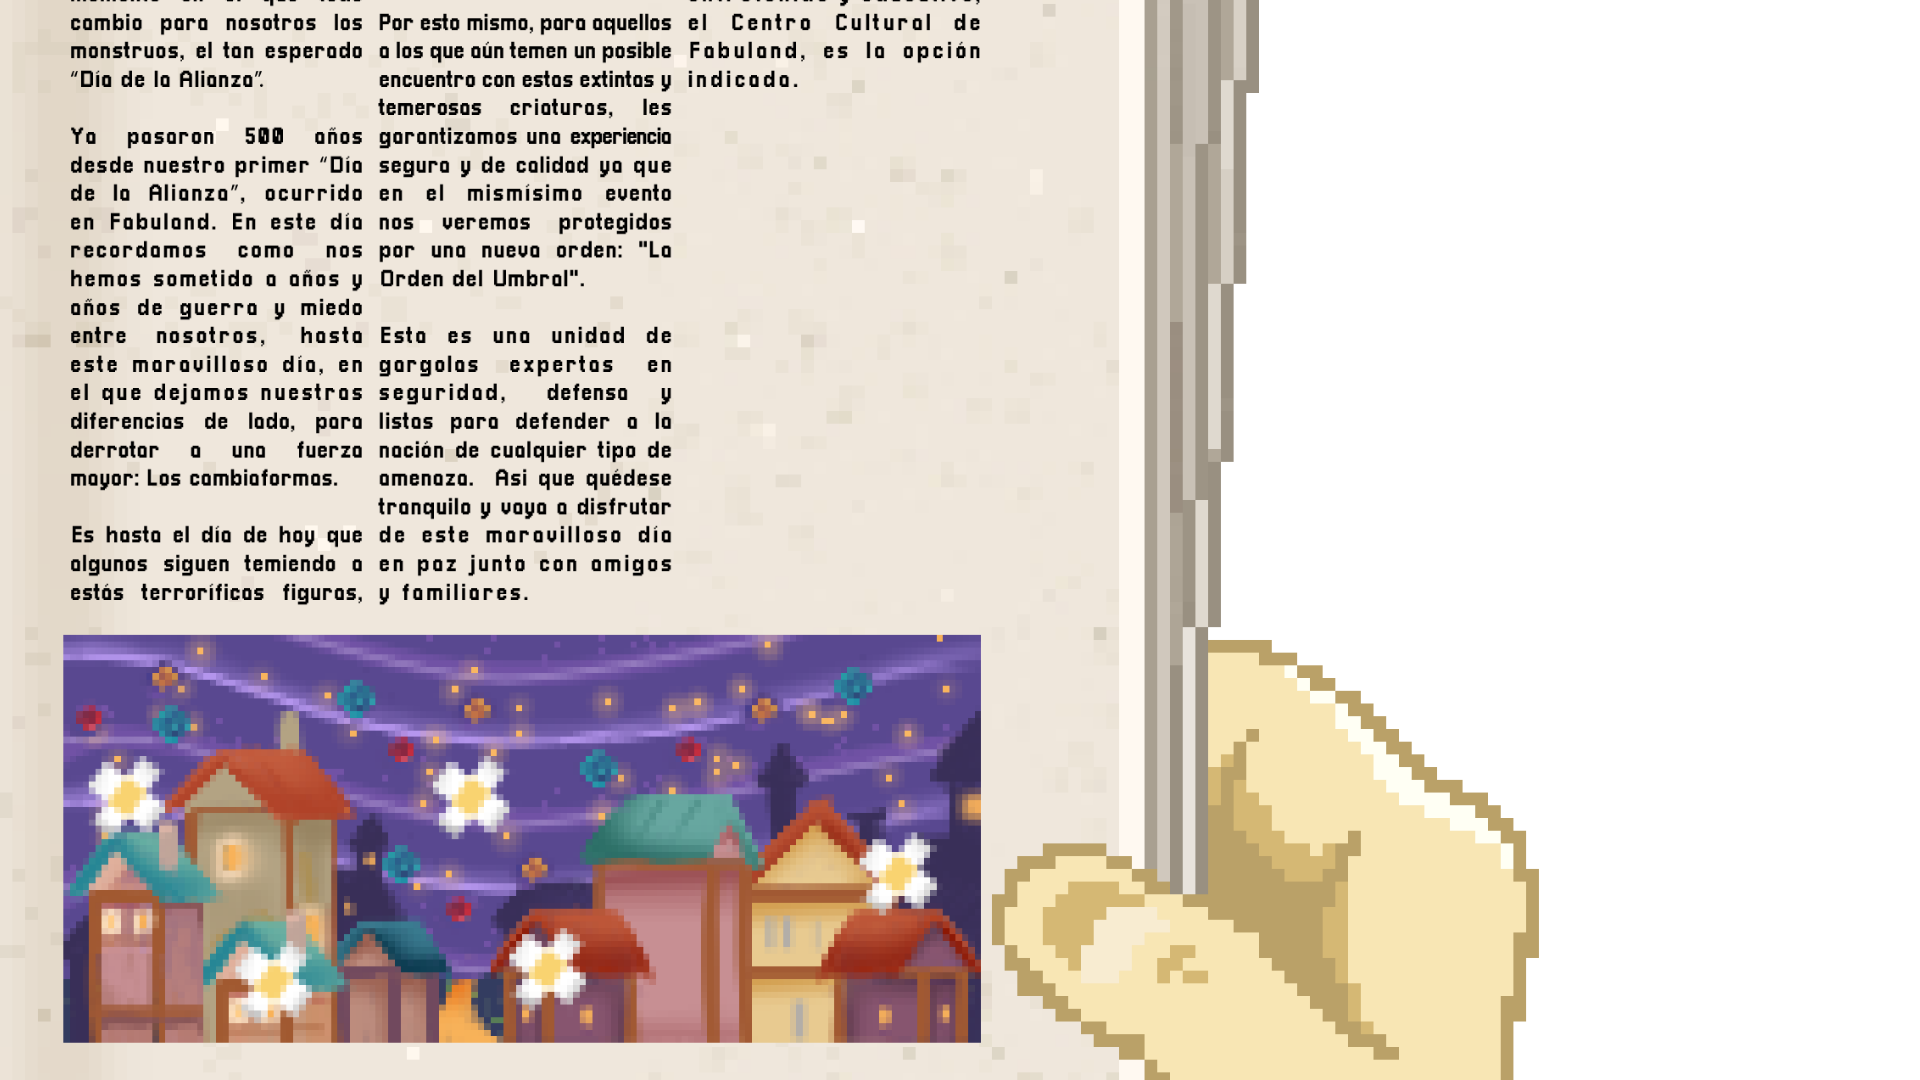 cambio para nosotros los
monstruos, el tan esperado
“Día de la Alianza”.
Ya pasaron 500 años
desde nuestro primer “Día
de la Alianza”, ocurrido
en Fabuland. En este día
recordamos como nos
hemos sometido a años y
años de guerra y miedo
entre nosotros, hasta
este maravilloso día, en
el que dejamos nuestras
diferencias de lado, para
derrotar a una fuerza
mayor: Los cambiaformas.
Es hasta el día de hoy que
algunos siguen temiendo a
estás terroríficas figuras,
Por esto mismo, para aquellos
a los que aún temen un posible
encuentro con estas extintas y
temerosas criaturas, les
garantizamos una experiencia
segura y de calidad ya que
en el mismísimo evento
nos veremos protegidos
por una nueva orden: "La
Orden del Umbral".
Esta es una unidad de
gargolas expertas en
seguridad, defensa y
listas para defender a la
nación de cualquier tipo de
amenaza. Asi que quédese
tranquilo y vaya a disfrutar
de este maravilloso día
en paz junto con amigos
y familiares.
el Centro Cultural de
Fabuland, es la opción
indicada.